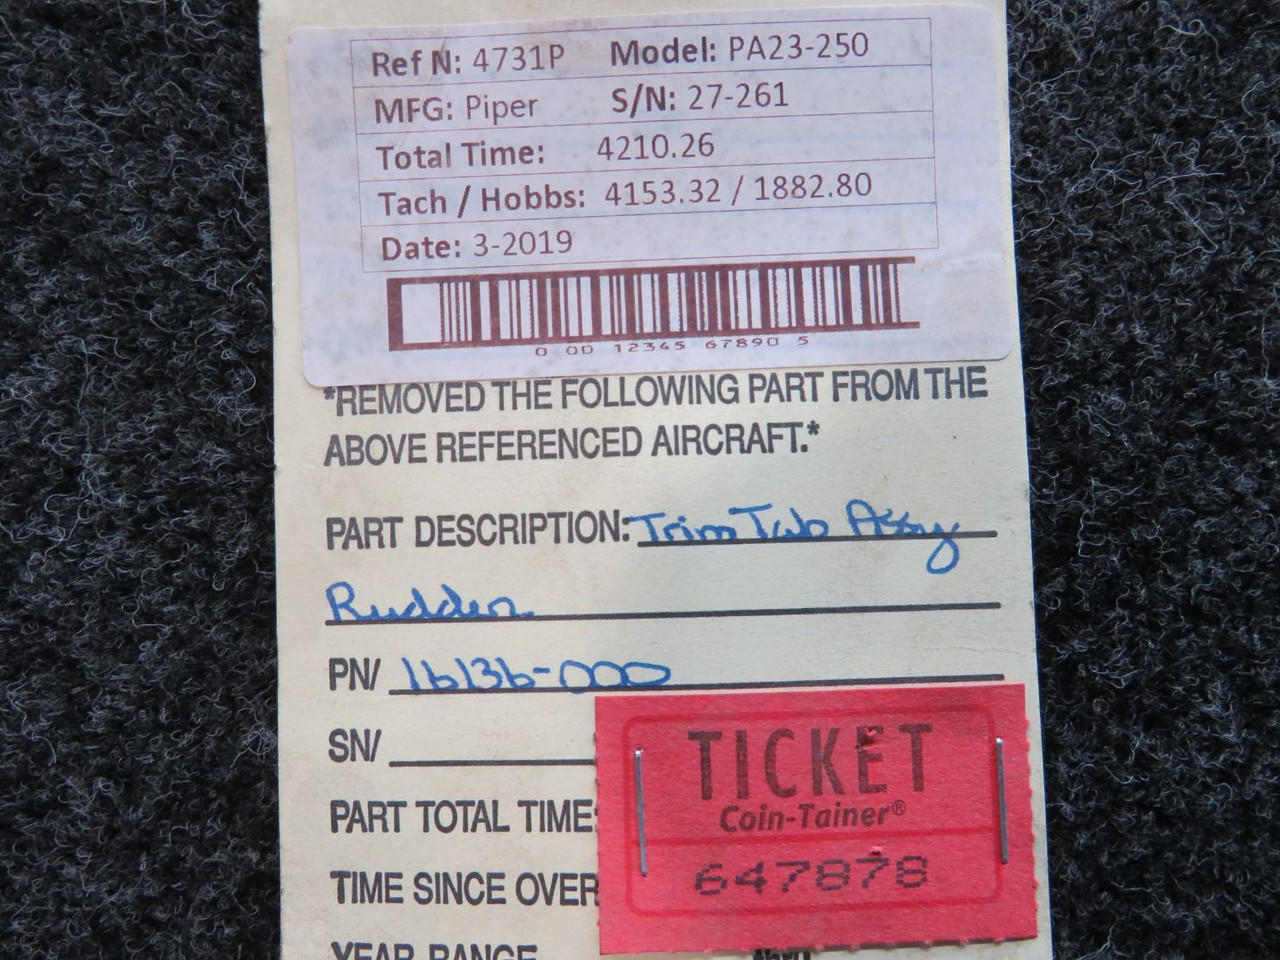 Ref N: 4731P Model: PA23-250
MFG: Piper S/N: 27-261
Total Time: 4210.26
Tach / Hobbs: 4153.32 / 1882.80
Date: 3-2019
0 00 12345 67890 5
*REMOVED THE FOLLOWING PART FROM THE
ABOVE REFERENCED AIRCRAFT.*
PART DESCRIPTION: Trim Tab Assy
Rudder
PN/ 16136-000
SN/
PART TOTAL TIME:
TIME SINCE OVER
YEAR RANGE
TICKET
Coin-Tainer®
647878